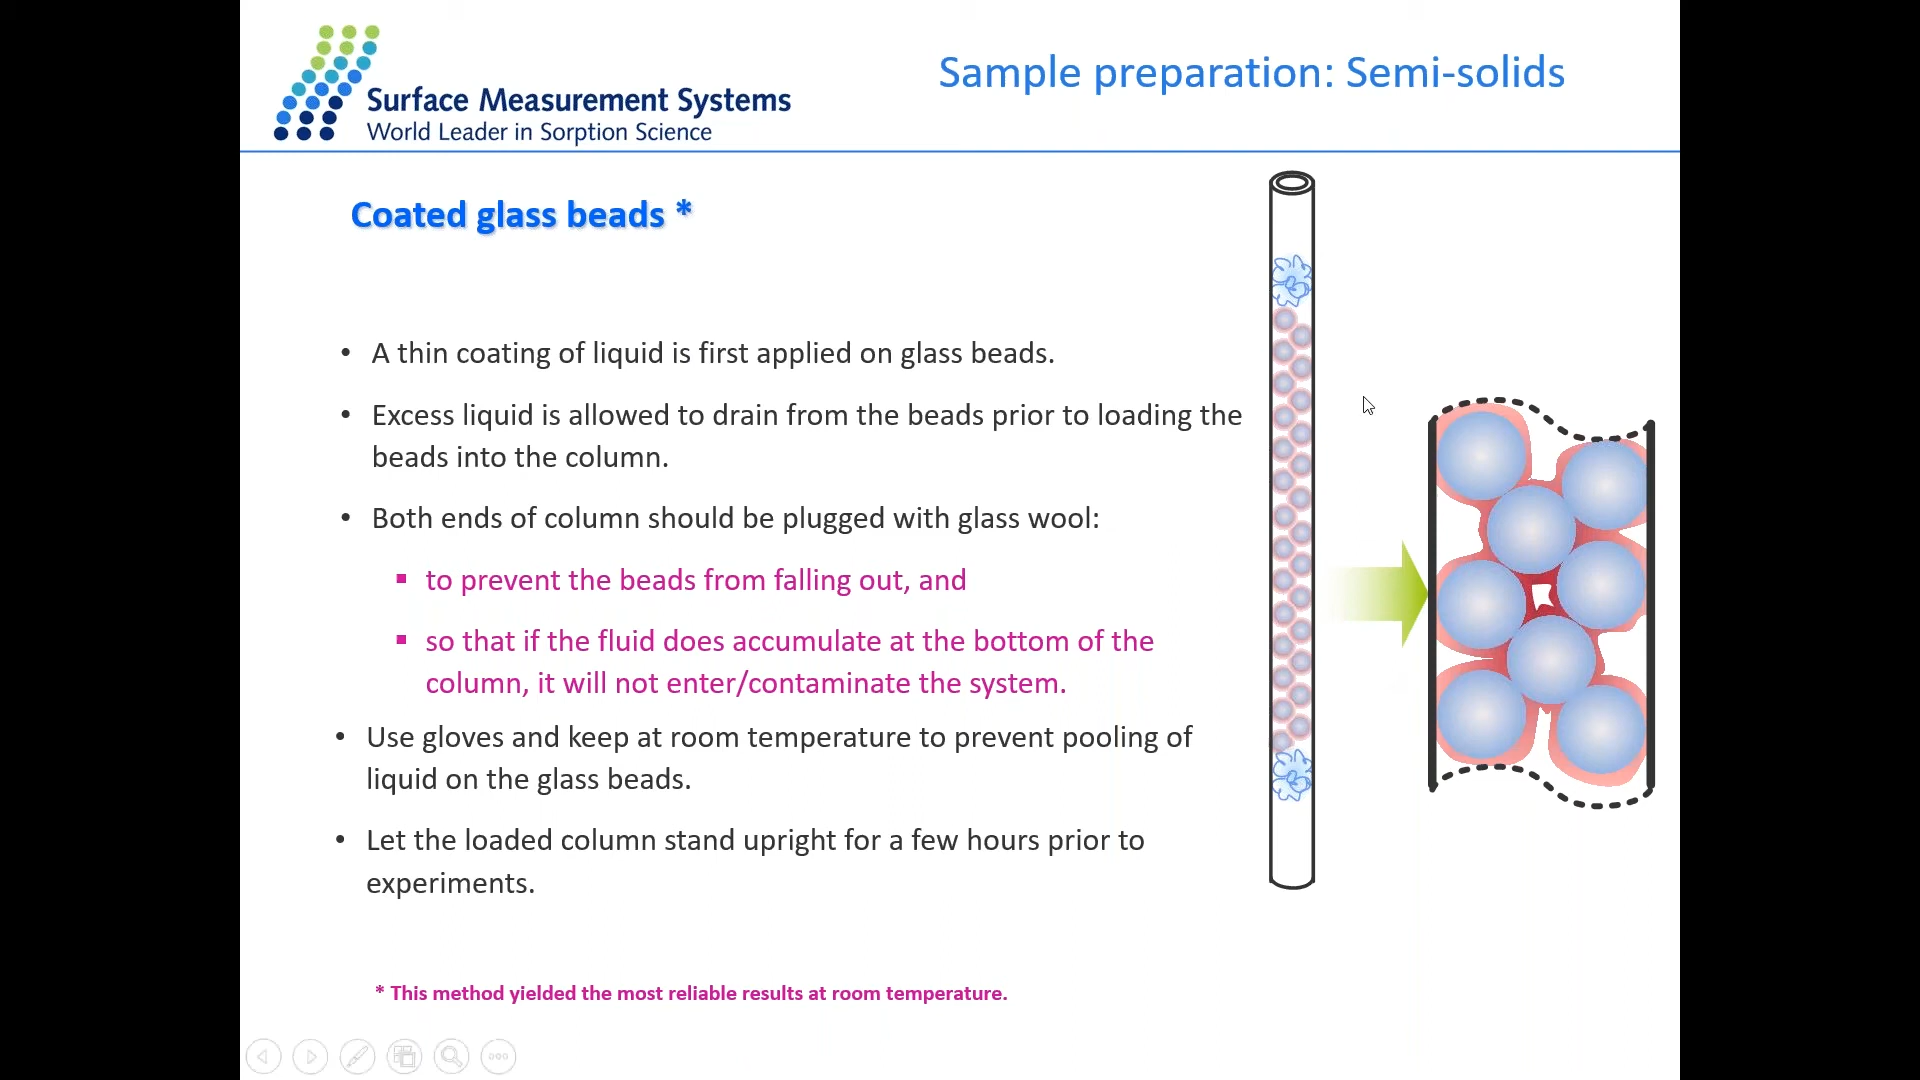 Surface Measurement Systems
World Leader in Sorption Science
Sample preparation: Semi-solids
Coated glass beads *
• A thin coating of liquid is first applied on glass beads.
• Excess liquid is allowed to drain from the beads prior to loading the
beads into the column.
• Both ends of column should be plugged with glass wool:
▪ to prevent the beads from falling out, and
▪ so that if the fluid does accumulate at the bottom of the
column, it will not enter/contaminate the system.
• Use gloves and keep at room temperature to prevent pooling of
liquid on the glass beads.
• Let the loaded column stand upright for a few hours prior to
experiments.
* This method yielded the most reliable results at room temperature.